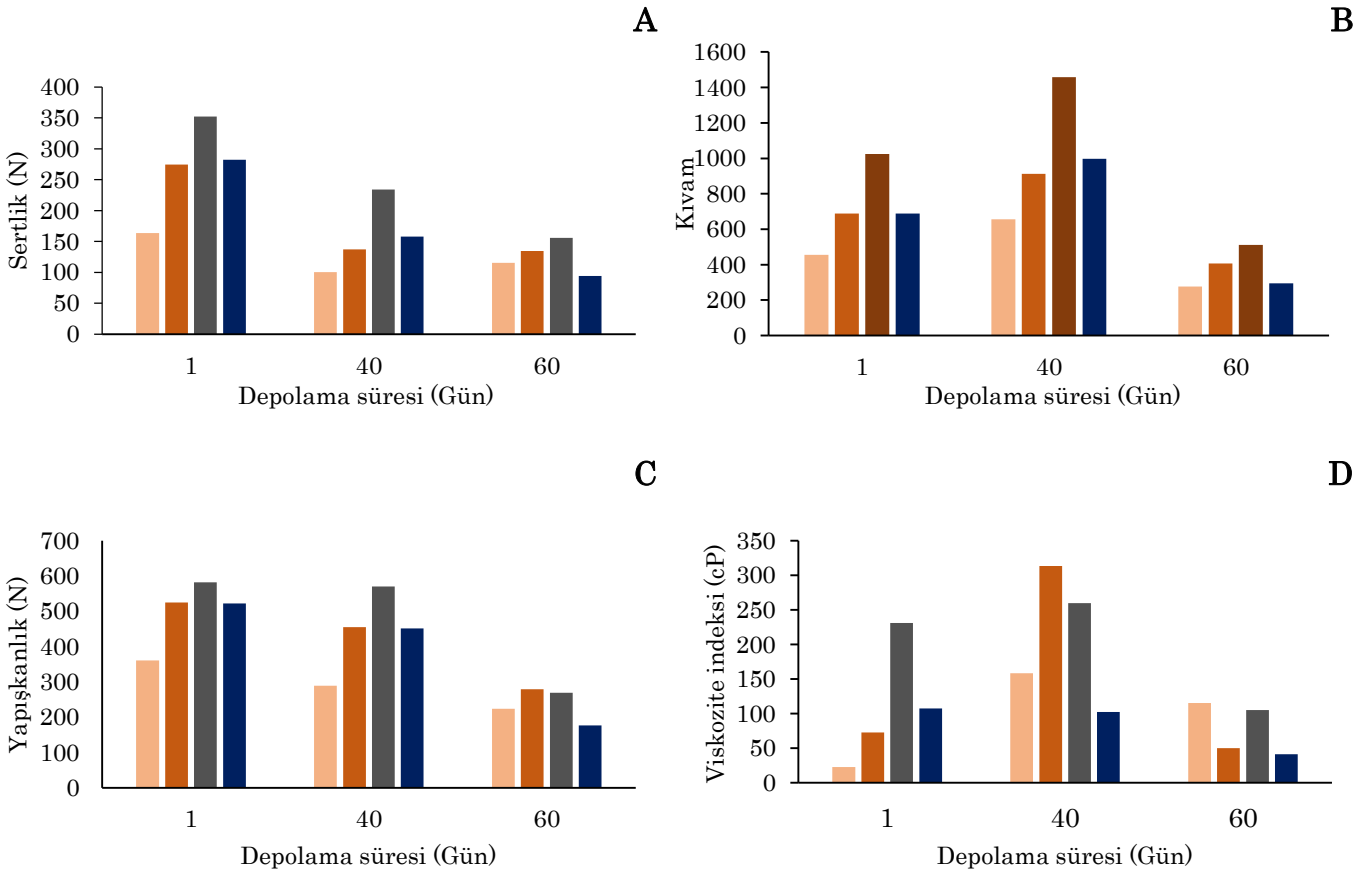 A
Sertlik (N)
400
350
300
250
200
150
100
50
0
1 40 60
Depolama süresi (Gün)
B
Kıvam
1600
1400
1200
1000
800
600
400
200
0
1 40 60
Depolama süresi (Gün)
C
Yapışkanlık (N)
700
600
500
400
300
200
100
0
1 40 60
Depolama süresi (Gün)
D
Viskozite indeksi (cP)
350
300
250
200
150
100
50
0
1 40 60
Depolama süresi (Gün)